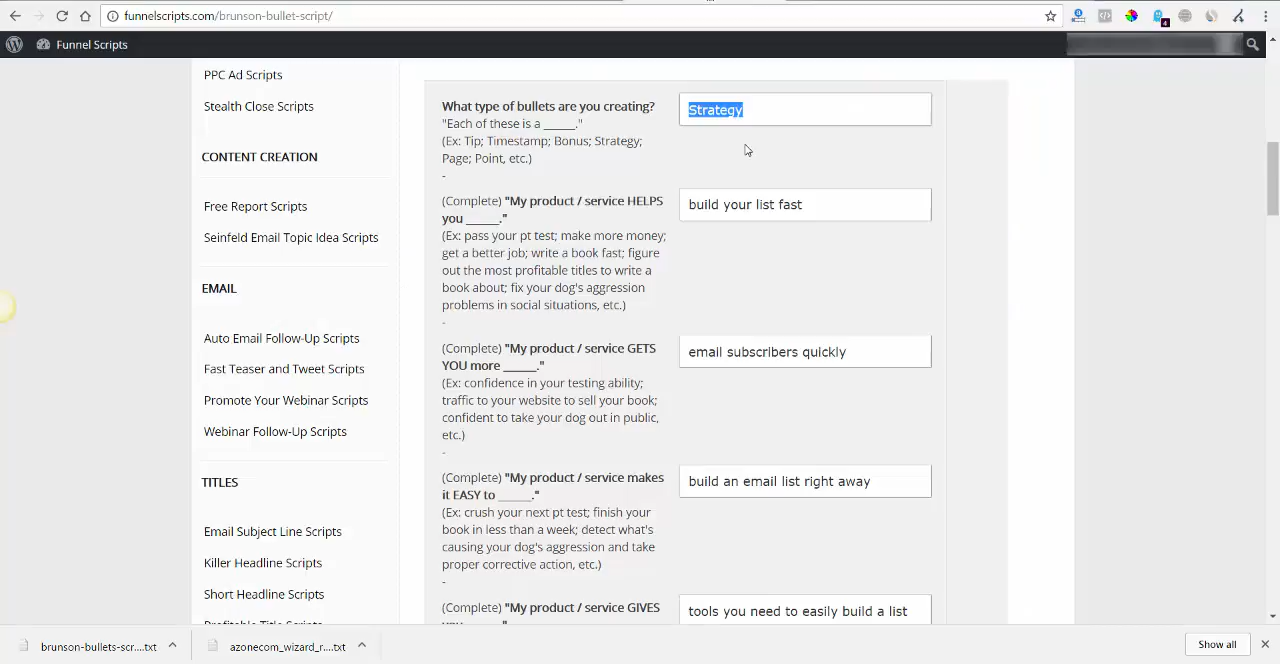 funnelscripts.com/brunson-bullet-script/
4
Funnel Scripts
PPC Ad Scripts
Stealth Close Scripts
CONTENT CREATION
Free Report Scripts
Seinfeld Email Topic Idea Scripts
EMAIL
Auto Email Follow-Up Scripts
Fast Teaser and Tweet Scripts
Promote Your Webinar Scripts
Webinar Follow-Up Scripts
TITLES
Email Subject Line Scripts
Killer Headline Scripts
Short Headline Scripts
Profitable Title Scripts
What type of bullets are you creating?
"Each of these is a ______."
(Ex: Tip; Timestamp; Bonus; Strategy;
Page; Point, etc.)
-
Strategy
(Complete) "My product / service HELPS
you ______."
(Ex: pass your pt test; make more money;
get a better job; write a book fast; figure
out the most profitable titles to write a
book about; fix your dog's aggression
problems in social situations, etc.)
-
build your list fast
(Complete) "My product / service GETS
YOU more ______."
(Ex: confidence in your testing ability;
traffic to your website to sell your book;
confident to take your dog out in public,
etc.)
-
email subscribers quickly
(Complete) "My product / service makes
it EASY to ______."
(Ex: crush your next pt test; finish your
book in less than a week; detect what's
causing your dog's aggression and take
proper corrective action, etc.)
-
build an email list right away
(Complete) "My product / service GIVES
you ______."
tools you need to easily build a list
brunson-bullets-scr....txt
azonecom_wizard_r....txt
Show all